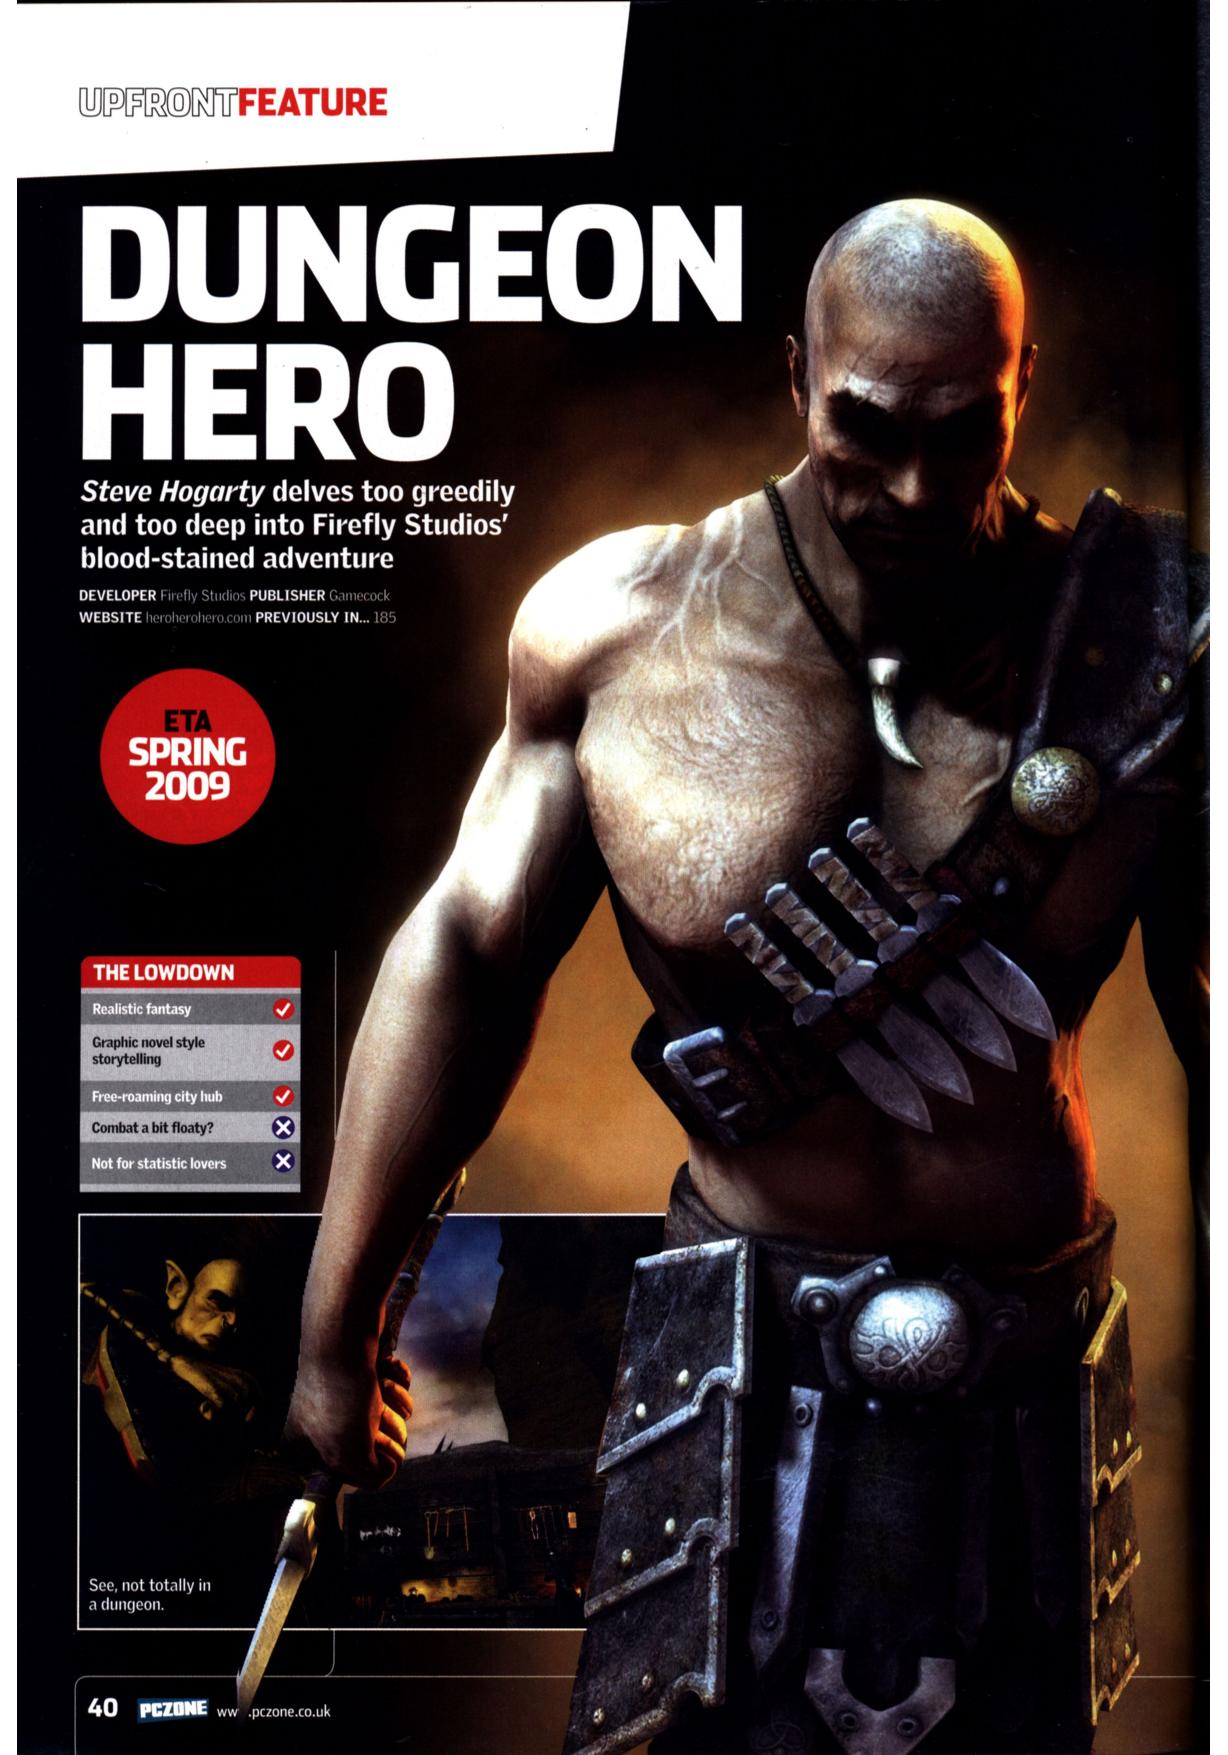 UPFRONTFEATURE
DUNGEON
HERO
Steve Hogarty delves too greedily
and too deep into Firefly Studios'
blood-stained adventure
DEVELOPER Firefly Studios PUBLISHER Gamecock
WEBSITE heroherohero.com PREVIOUSLY IN... 185
ETA
SPRING
2009
THE LOWDOWN
Realistic fantasy
Graphic novel style
storytelling
Free-roaming city hub
Combat a bit floaty?
Not for statistic lovers
See, not totally in
a dungeon.
40 PCZONE ww .pczone.co.uk